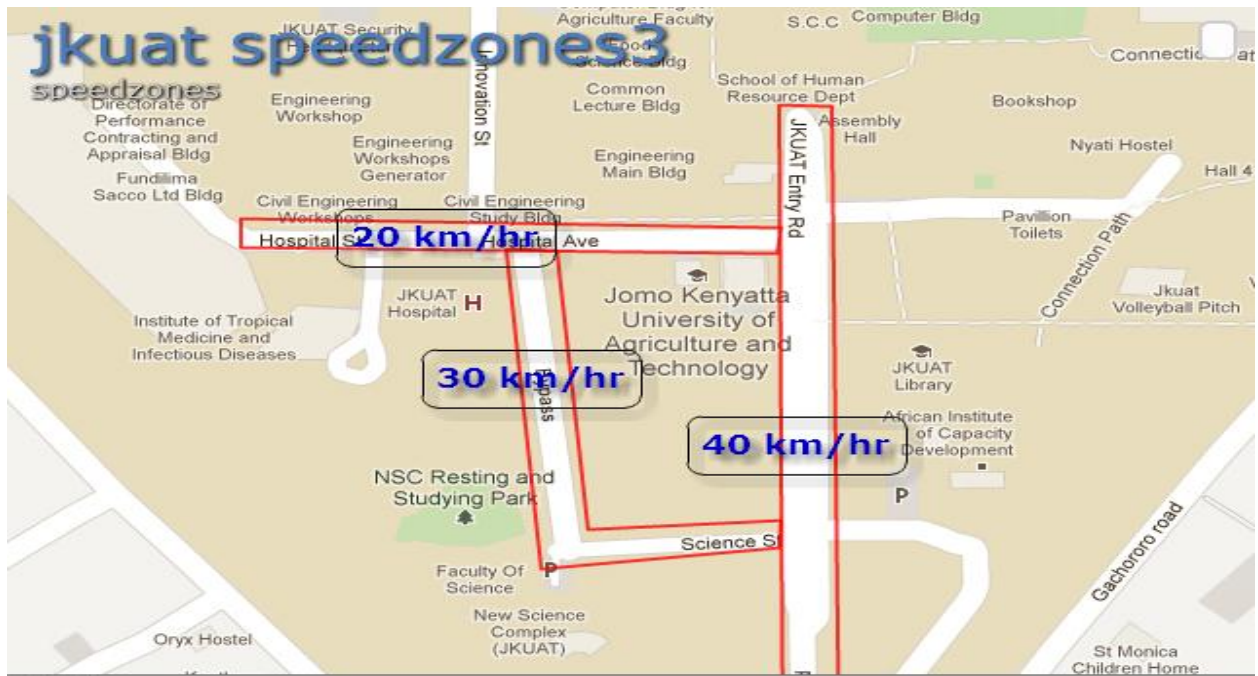 jkuat speedzones3
speedzones
JKUAT Security
Agriculture Faculty
S.C.C
Computer Bldg
Food
Science Bldg
Innovation St
Connection
Directorate of
Performance
Contracting and
Appraisal Bldg
Engineering
Workshop
Common
Lecture Bldg
School of Human
Resource Dept
Bookshop
JKUAT Entry Rd
Assembly
Hall
Engineering
Workshops
Generator
Engineering
Main Bldg
Nyati Hostel
Hall 4
Fundilima
Sacco Ltd Bldg
Civil Engineering
Workshops
Civil Engineering
Study Bldg
Pavillion
Toilets
Connection Path
Hospital St
20 km/hr
Hospital Ave
JKUAT
Hospital H
Jomo Kenyatta
University of
Agriculture and
Technology
Jkuat
Volleyball Pitch
Institute of Tropical
Medicine and
Infectious Diseases
30 km/hr
Bypass
JKUAT
Library
African Institute
of Capacity
Development
40 km/hr
NSC Resting and
Studying Park
P
Science St
Gachororo road
Faculty Of
Science
P
New Science
Complex
(JKUAT)
Oryx Hostel
St Monica
Children Home